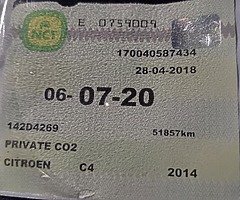 E 0759009
NCT
170040587434
28-04-2018
06-07-20
142D4269 51857km
PRIVATE CO2
CITROEN C4 2014